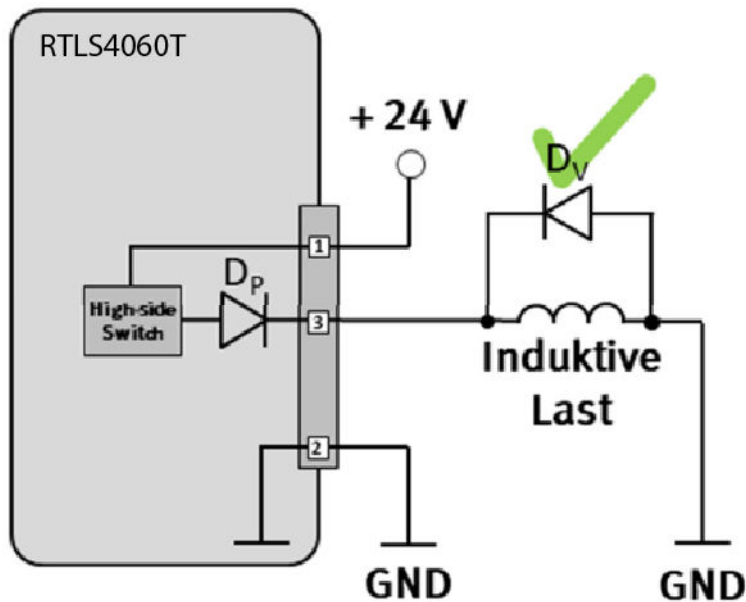 RTLS4060T
+ 24 V
DV
1
DP
High-side
Switch
3
Induktive
Last
2
GND
GND